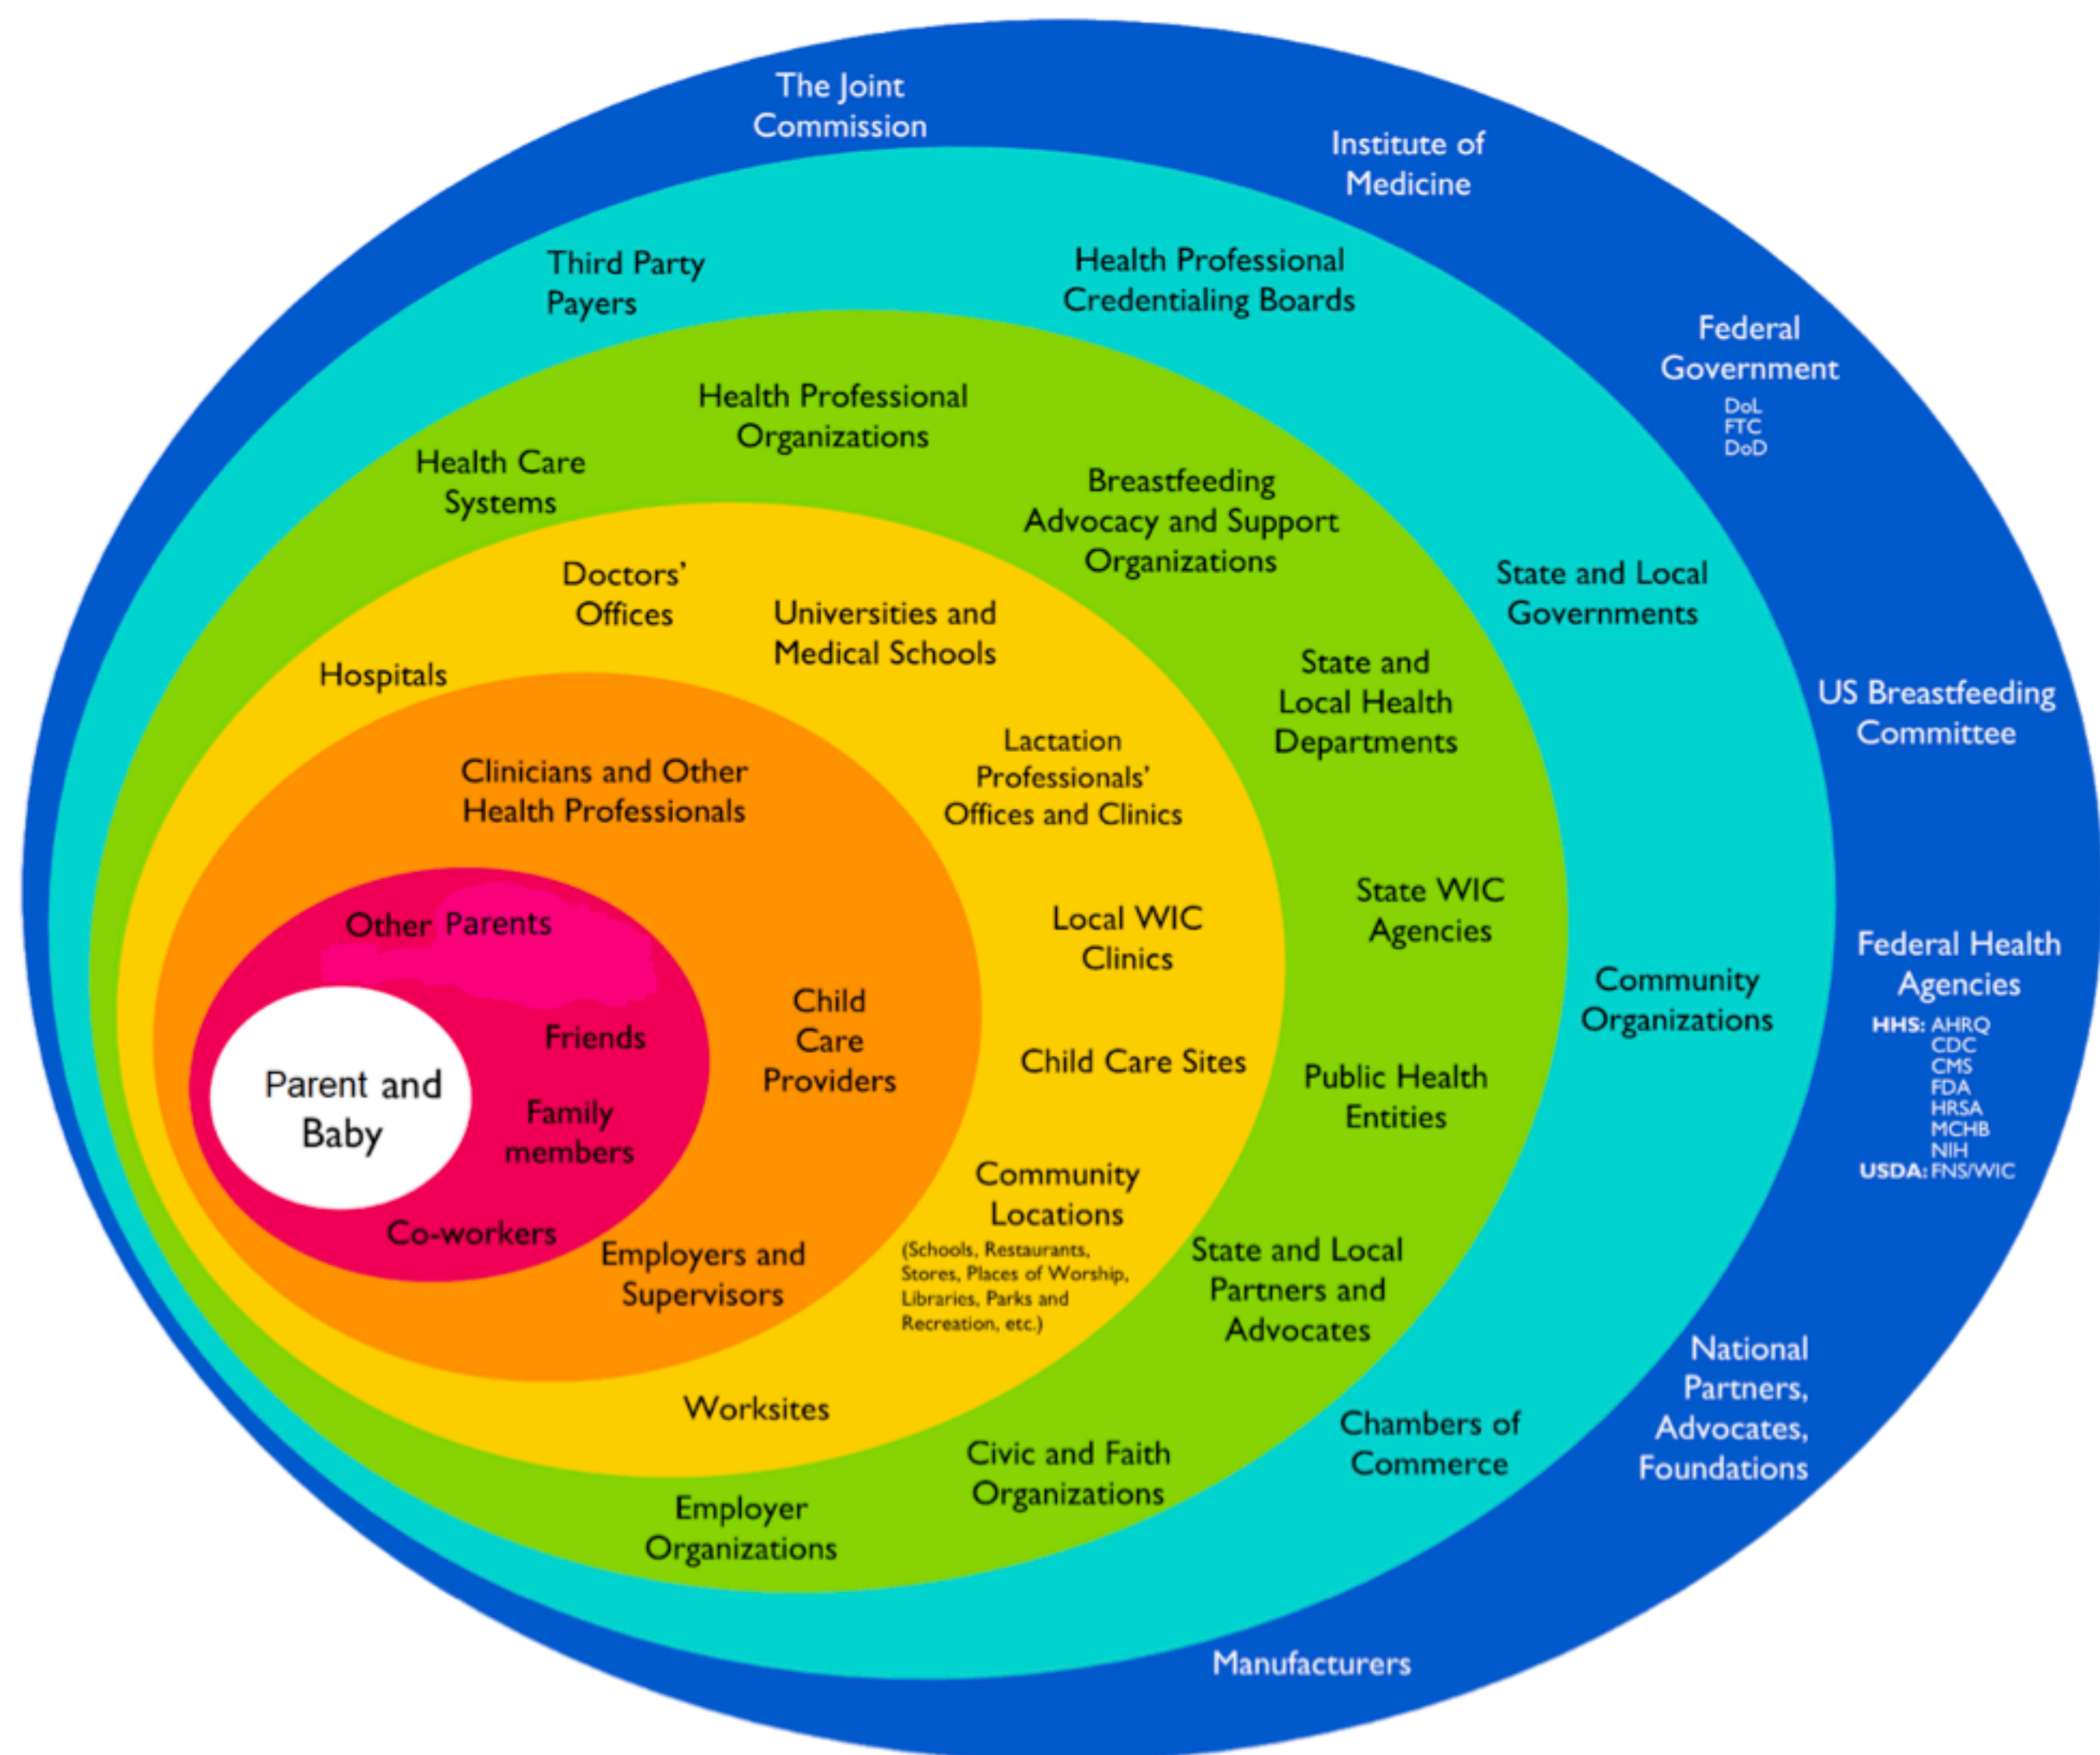 The Joint
Commission
Institute of
Medicine
Federal
Government
DoL
FTC
DoD
US Breastfeeding
Committee
Federal Health
Agencies
HHS: AHRQ
CDC
CMS
FDA
HRSA
MCHB
NIH
USDA: FNS/WIC
National
Partners,
Advocates,
Foundations
Manufacturers
Third Party
Payers
Health Professional
Credentialing Boards
State and Local
Governments
Community
Organizations
Chambers of
Commerce
Health Care
Systems
Health Professional
Organizations
Breastfeeding
Advocacy and Support
Organizations
State and
Local Health
Departments
State WIC
Agencies
Public Health
Entities
State and Local
Partners and
Advocates
Civic and Faith
Organizations
Employer
Organizations
Hospitals
Doctors'
Offices
Universities and
Medical Schools
Lactation
Professionals'
Offices and Clinics
Local WIC
Clinics
Child Care Sites
Community
Locations
(Schools, Restaurants,
Stores, Places of Worship,
Libraries, Parks and
Recreation, etc.)
Worksites
Clinicians and Other
Health Professionals
Child
Care
Providers
Employers and
Supervisors
Other Parents
Friends
Family
members
Co-workers
Parent and
Baby